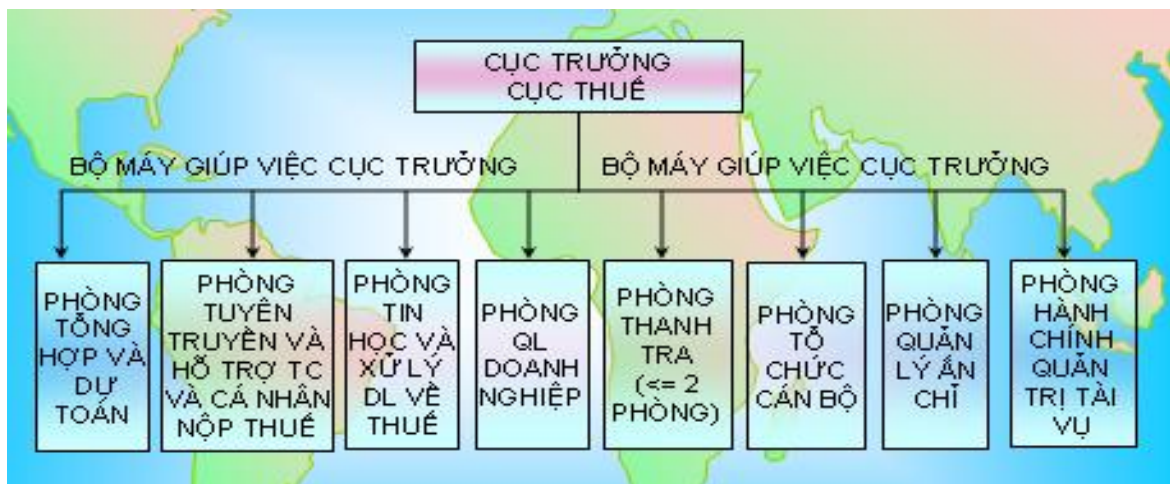 CỤC TRƯỞNG
CỤC THUẾ
BỘ MÁY GIÚP VIỆC CỤC TRƯỞNG
BỘ MÁY GIÚP VIỆC CỤC TRƯỞNG
PHÒNG
TỔNG
HỢP VÀ
DỰ
TOÁN
PHÒNG
TUYÊN
TRUYỀN VÀ
HỖ TRỢ TC
VÀ CÁ NHÂN
NỘP THUẾ
PHÒNG
TIN
HỌC VÀ
XỬ LÝ
DL VỀ
THUẾ
PHÒNG
QL
DOANH
NGHIỆP
PHÒNG
THANH
TRA
(<= 2
PHÒNG)
PHÒNG
TỔ
CHỨC
CÁN BỘ
PHÒNG
QUẢN
LÝ ẤN
CHỈ
PHÒNG
HÀNH
CHÍNH
QUẢN
TRỊ TÀI
VỤ